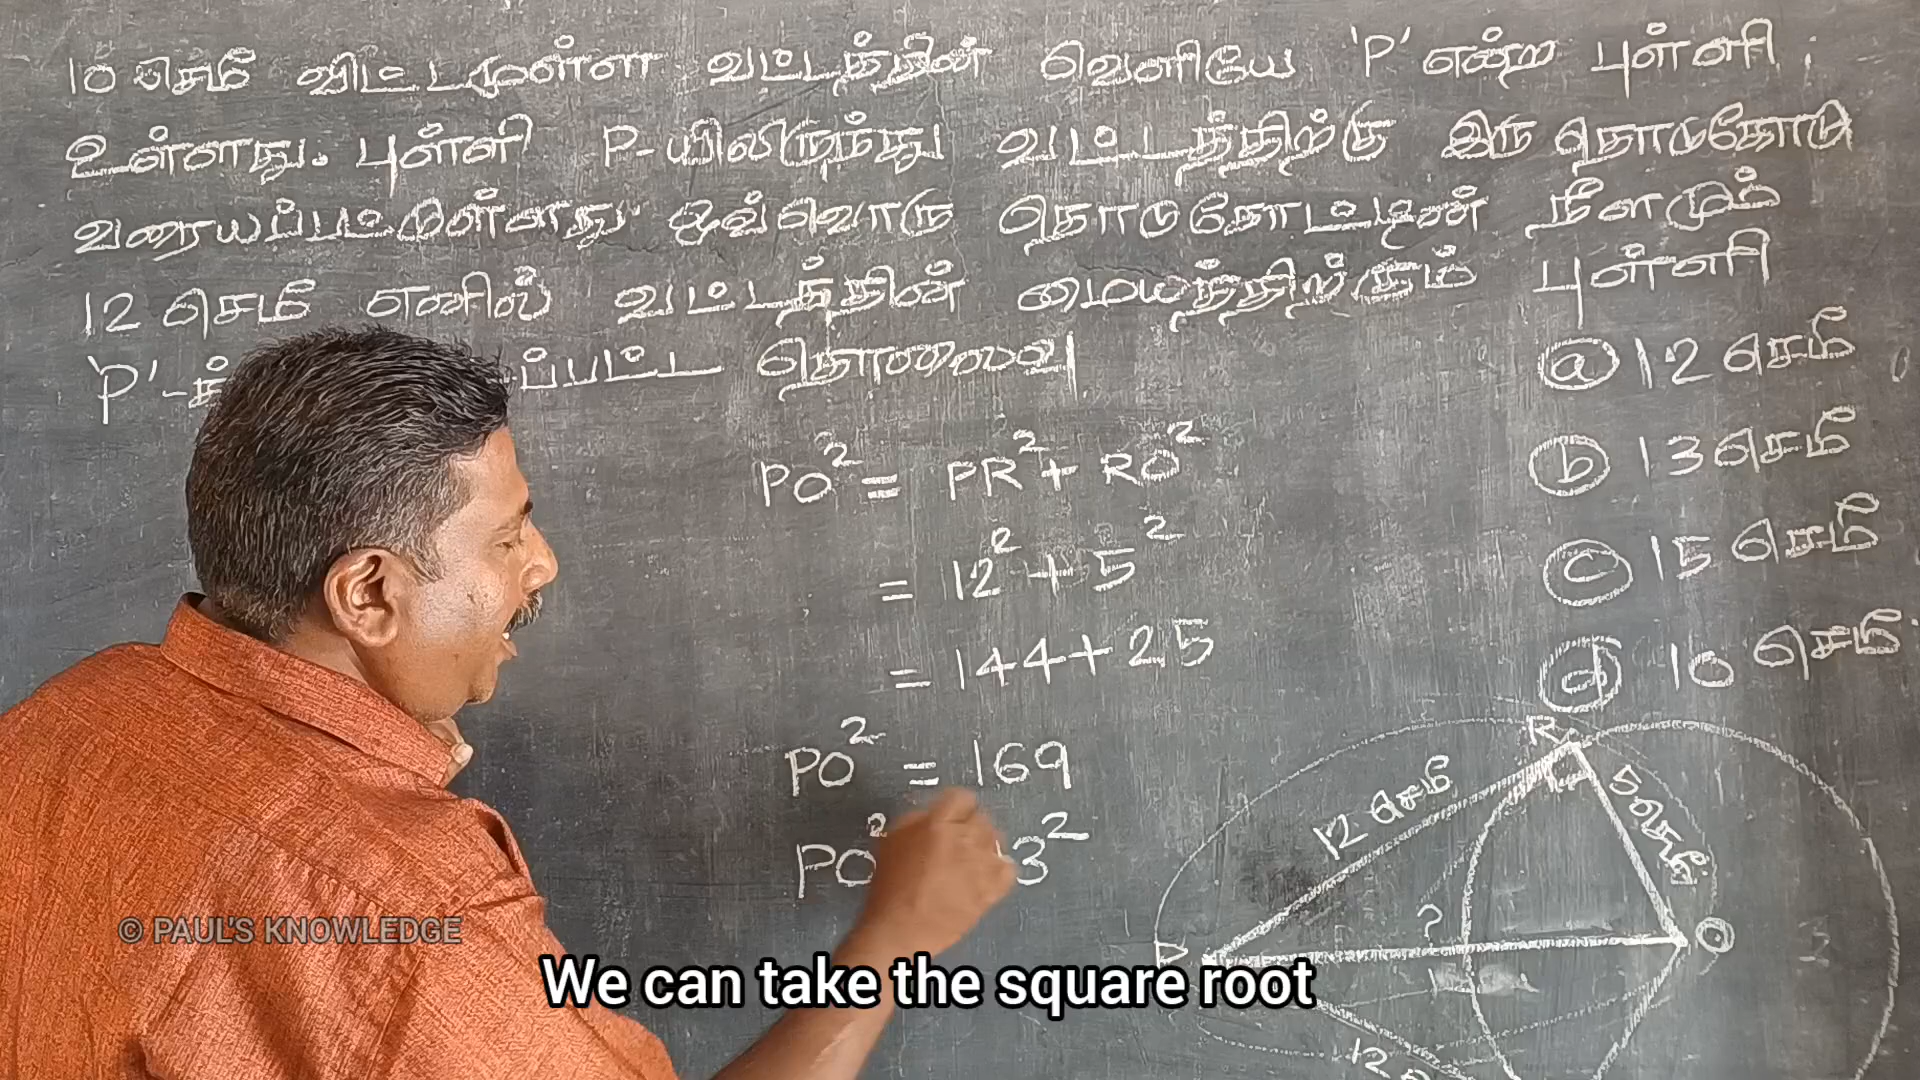 10 செமீ விட்டமுள்ள வட்டத்தின் வெளியே 'P' என்ற புள்ளி
உள்ளது. புள்ளி P-யிலிருந்து வட்டத்திற்கு இரு தொடுகோடு
வரையப்பட்டுள்ளது. ஒவ்வொரு தொடுகோட்டின் நீளமும்
12 செமீ எனில் வட்டத்தின் மையத்திற்கும் புள்ளி
'P'-க் ப்பட்ட தொலைவு
a 12 செமீ
b 13 செமீ
c 15 செமீ
d 10 செமீ
PO² = PR² + RO²
= 12² + 5²
= 144 + 25
PO² = 169
PO² 13²
R
12 செமீ
5 செமீ
?
P
O
12
© PAUL'S KNOWLEDGE
We can take the square root